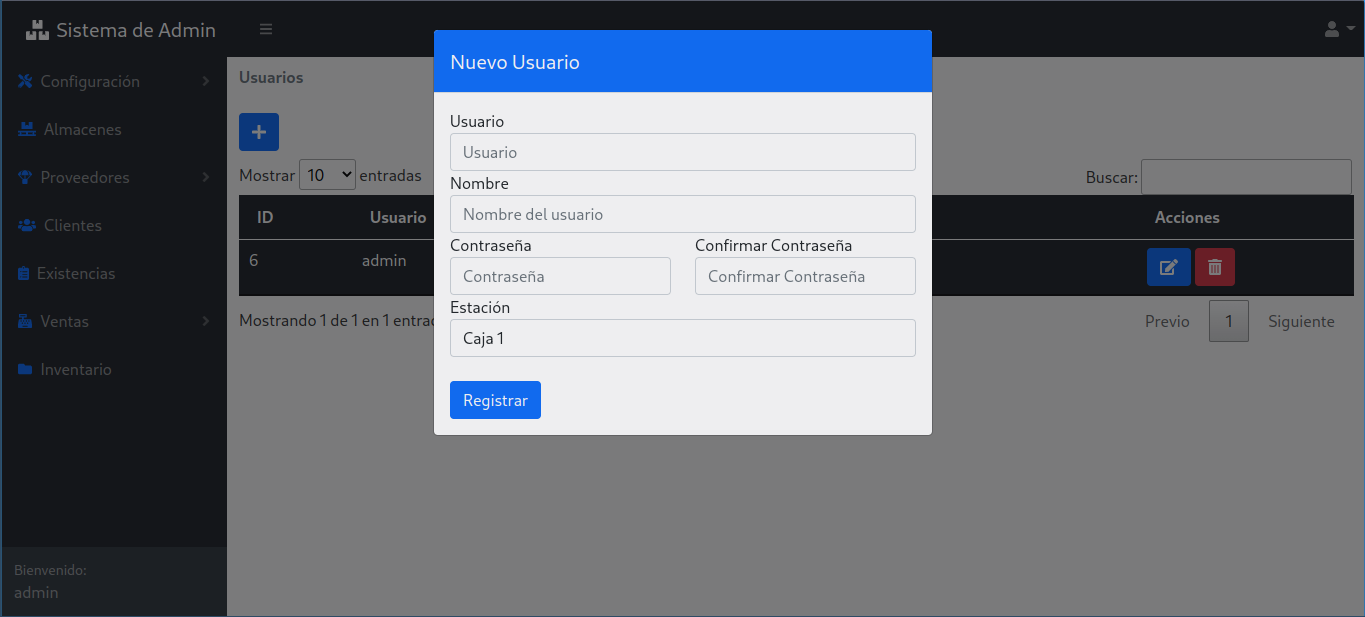 Sistema de Admin
Configuración
Almacenes
Proveedores
Clientes
Existencias
Ventas
Inventario
Bienvenido:
admin
Usuarios
Mostrar 10 entradas
Buscar:
ID Usuario Acciones
6 admin
Mostrando 1 de 1 en 1 entrac
Previo 1 Siguiente
Nuevo Usuario
Usuario
Usuario
Nombre
Nombre del usuario
Contraseña Confirmar Contraseña
Contraseña Confirmar Contraseña
Estación
Caja 1
Registrar